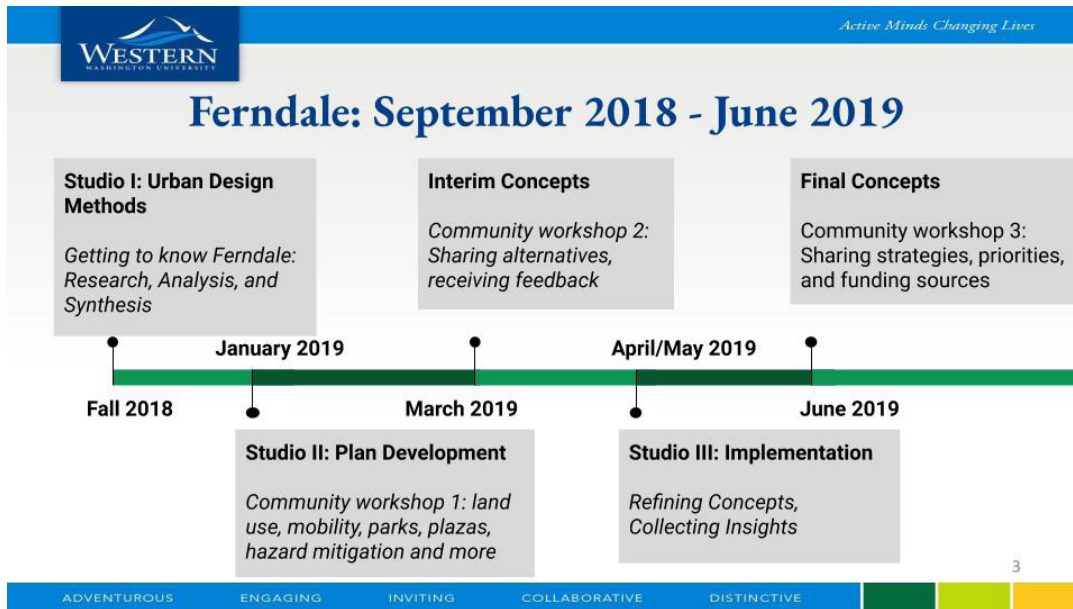 Active Minds Changing Lives
WESTERN
WASHINGTON UNIVERSITY
Ferndale: September 2018 - June 2019
Studio I: Urban Design
Methods
Getting to know Ferndale:
Research, Analysis, and
Synthesis
Interim Concepts
Community workshop 2:
Sharing alternatives,
receiving feedback
Final Concepts
Community workshop 3:
Sharing strategies, priorities,
and funding sources
January 2019
April/May 2019
Fall 2018
March 2019
June 2019
Studio II: Plan Development
Community workshop 1: land
use, mobility, parks, plazas,
hazard mitigation and more
Studio III: Implementation
Refining Concepts,
Collecting Insights
3
ADVENTUROUS ENGAGING INVITING COLLABORATIVE DISTINCTIVE